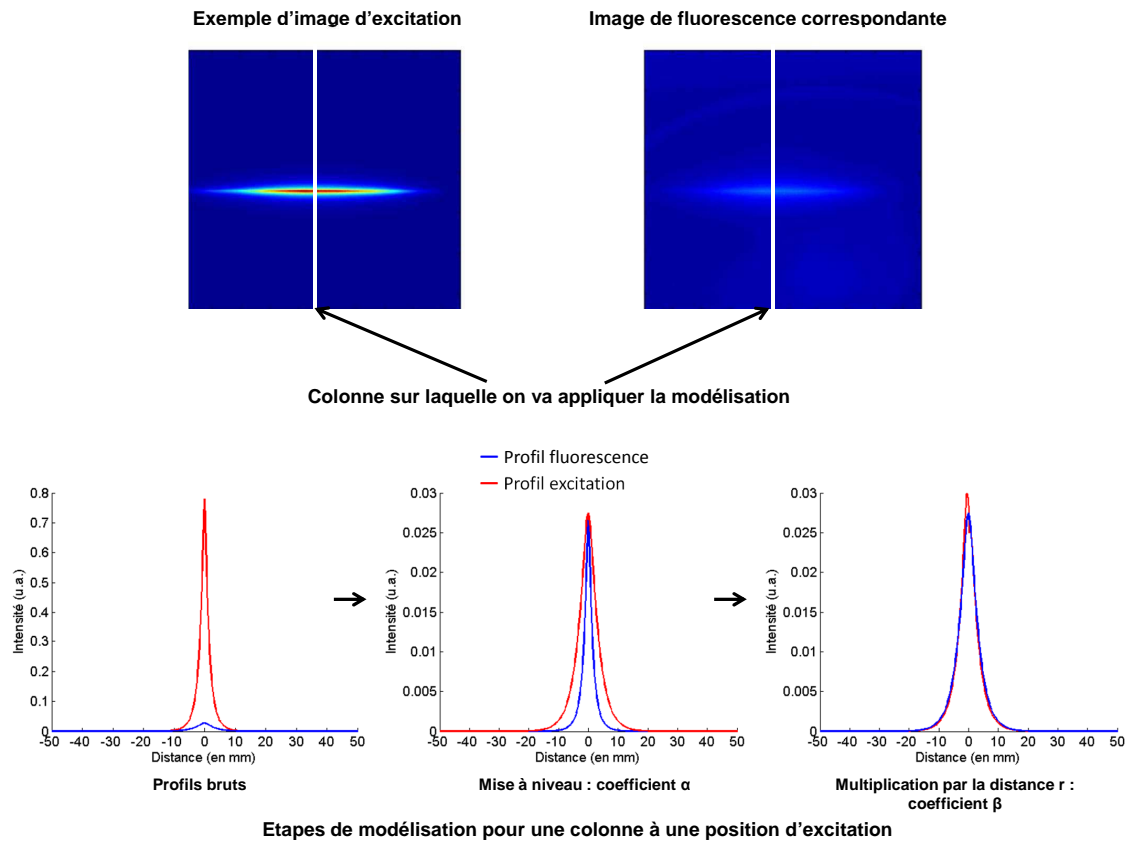 Exemple d'image d'excitation
Image de fluorescence correspondante
Colonne sur laquelle on va appliquer la modélisation
Profil fluorescence
Profil excitation
0.8
0.7
0.6
0.5
0.4
0.3
0.2
0.1
0
Intensité (u.a.)
-50 -40 -30 -20 -10 0 10 20 30 40 50
Distance (en mm)
Profils bruts
0.03
0.025
0.02
0.015
0.01
0.005
0
Intensité (u.a.)
-50 -40 -30 -20 -10 0 10 20 30 40 50
Distance (en mm)
Mise à niveau : coefficient α
0.03
0.025
0.02
0.015
0.01
0.005
0
Intensité (u.a.)
-50 -40 -30 -20 -10 0 10 20 30 40 50
Distance (en mm)
Multiplication par la distance r :
coefficient β
Etapes de modélisation pour une colonne à une position d'excitation